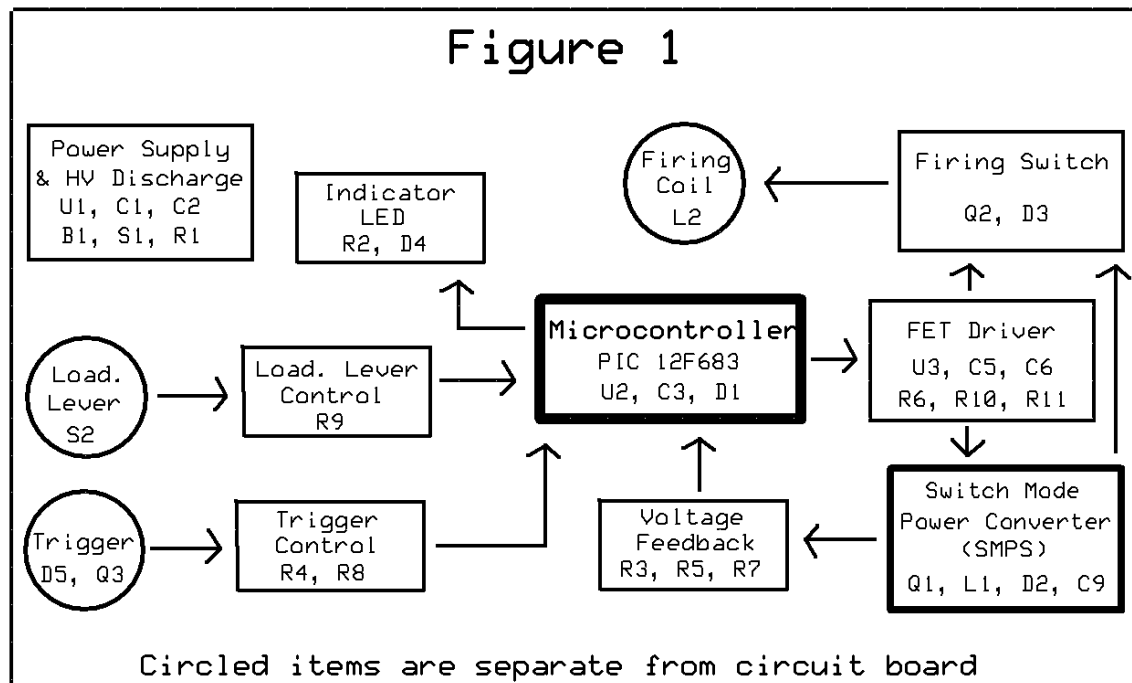 Figure 1
Power Supply
& HV Discharge
U1, C1, C2
B1, S1, R1
Indicator
LED
R2, D4
Firing
Coil
L2
Firing Switch
Q2, D3
Microcontroller
PIC 12F683
U2, C3, D1
FET Driver
U3, C5, C6
R6, R10, R11
Load.
Lever
S2
Load. Lever
Control
R9
Trigger
D5, Q3
Trigger
Control
R4, R8
Voltage
Feedback
R3, R5, R7
Switch Mode
Power Converter
(SMPS)
Q1, L1, D2, C9
Circled items are separate from circuit board